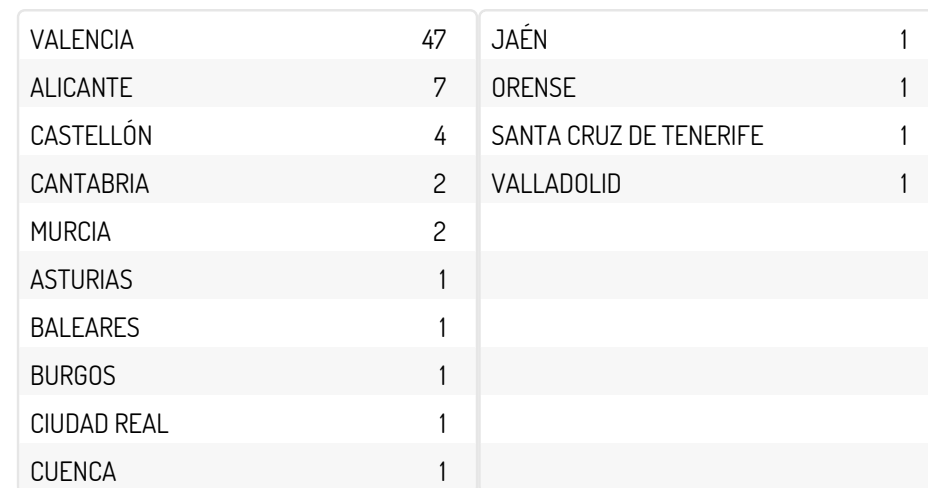 VALENCIA 47
ALICANTE 7
CASTELLÓN 4
CANTABRIA 2
MURCIA 2
ASTURIAS 1
BALEARES 1
BURGOS 1
CIUDAD REAL 1
CUENCA 1
JAÉN 1
ORENSE 1
SANTA CRUZ DE TENERIFE 1
VALLADOLID 1